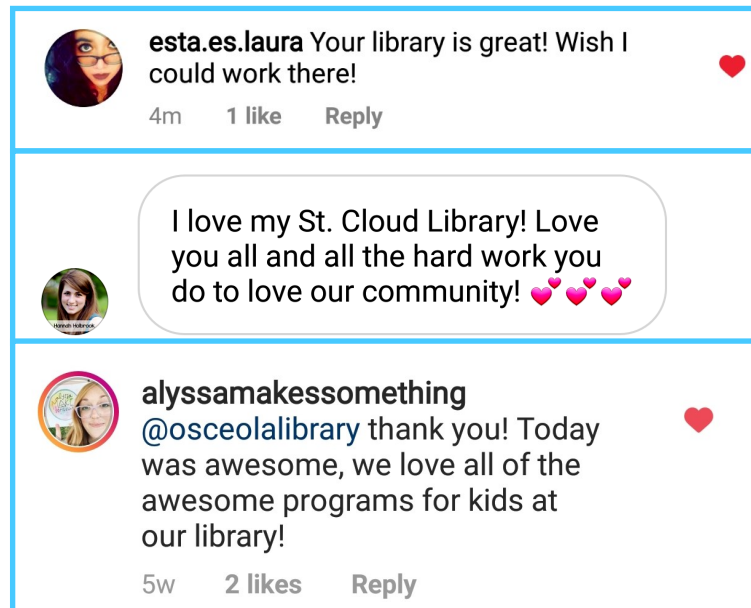 esta.es.laura Your library is great! Wish I
could work there!
4m 1 like Reply
I love my St. Cloud Library! Love
you all and all the hard work you
do to love our community! 💕💕💕
Hannah Holbrook
alyssamakessomething
@osceolalibrary thank you! Today
was awesome, we love all of the
awesome programs for kids at
our library!
5w 2 likes Reply